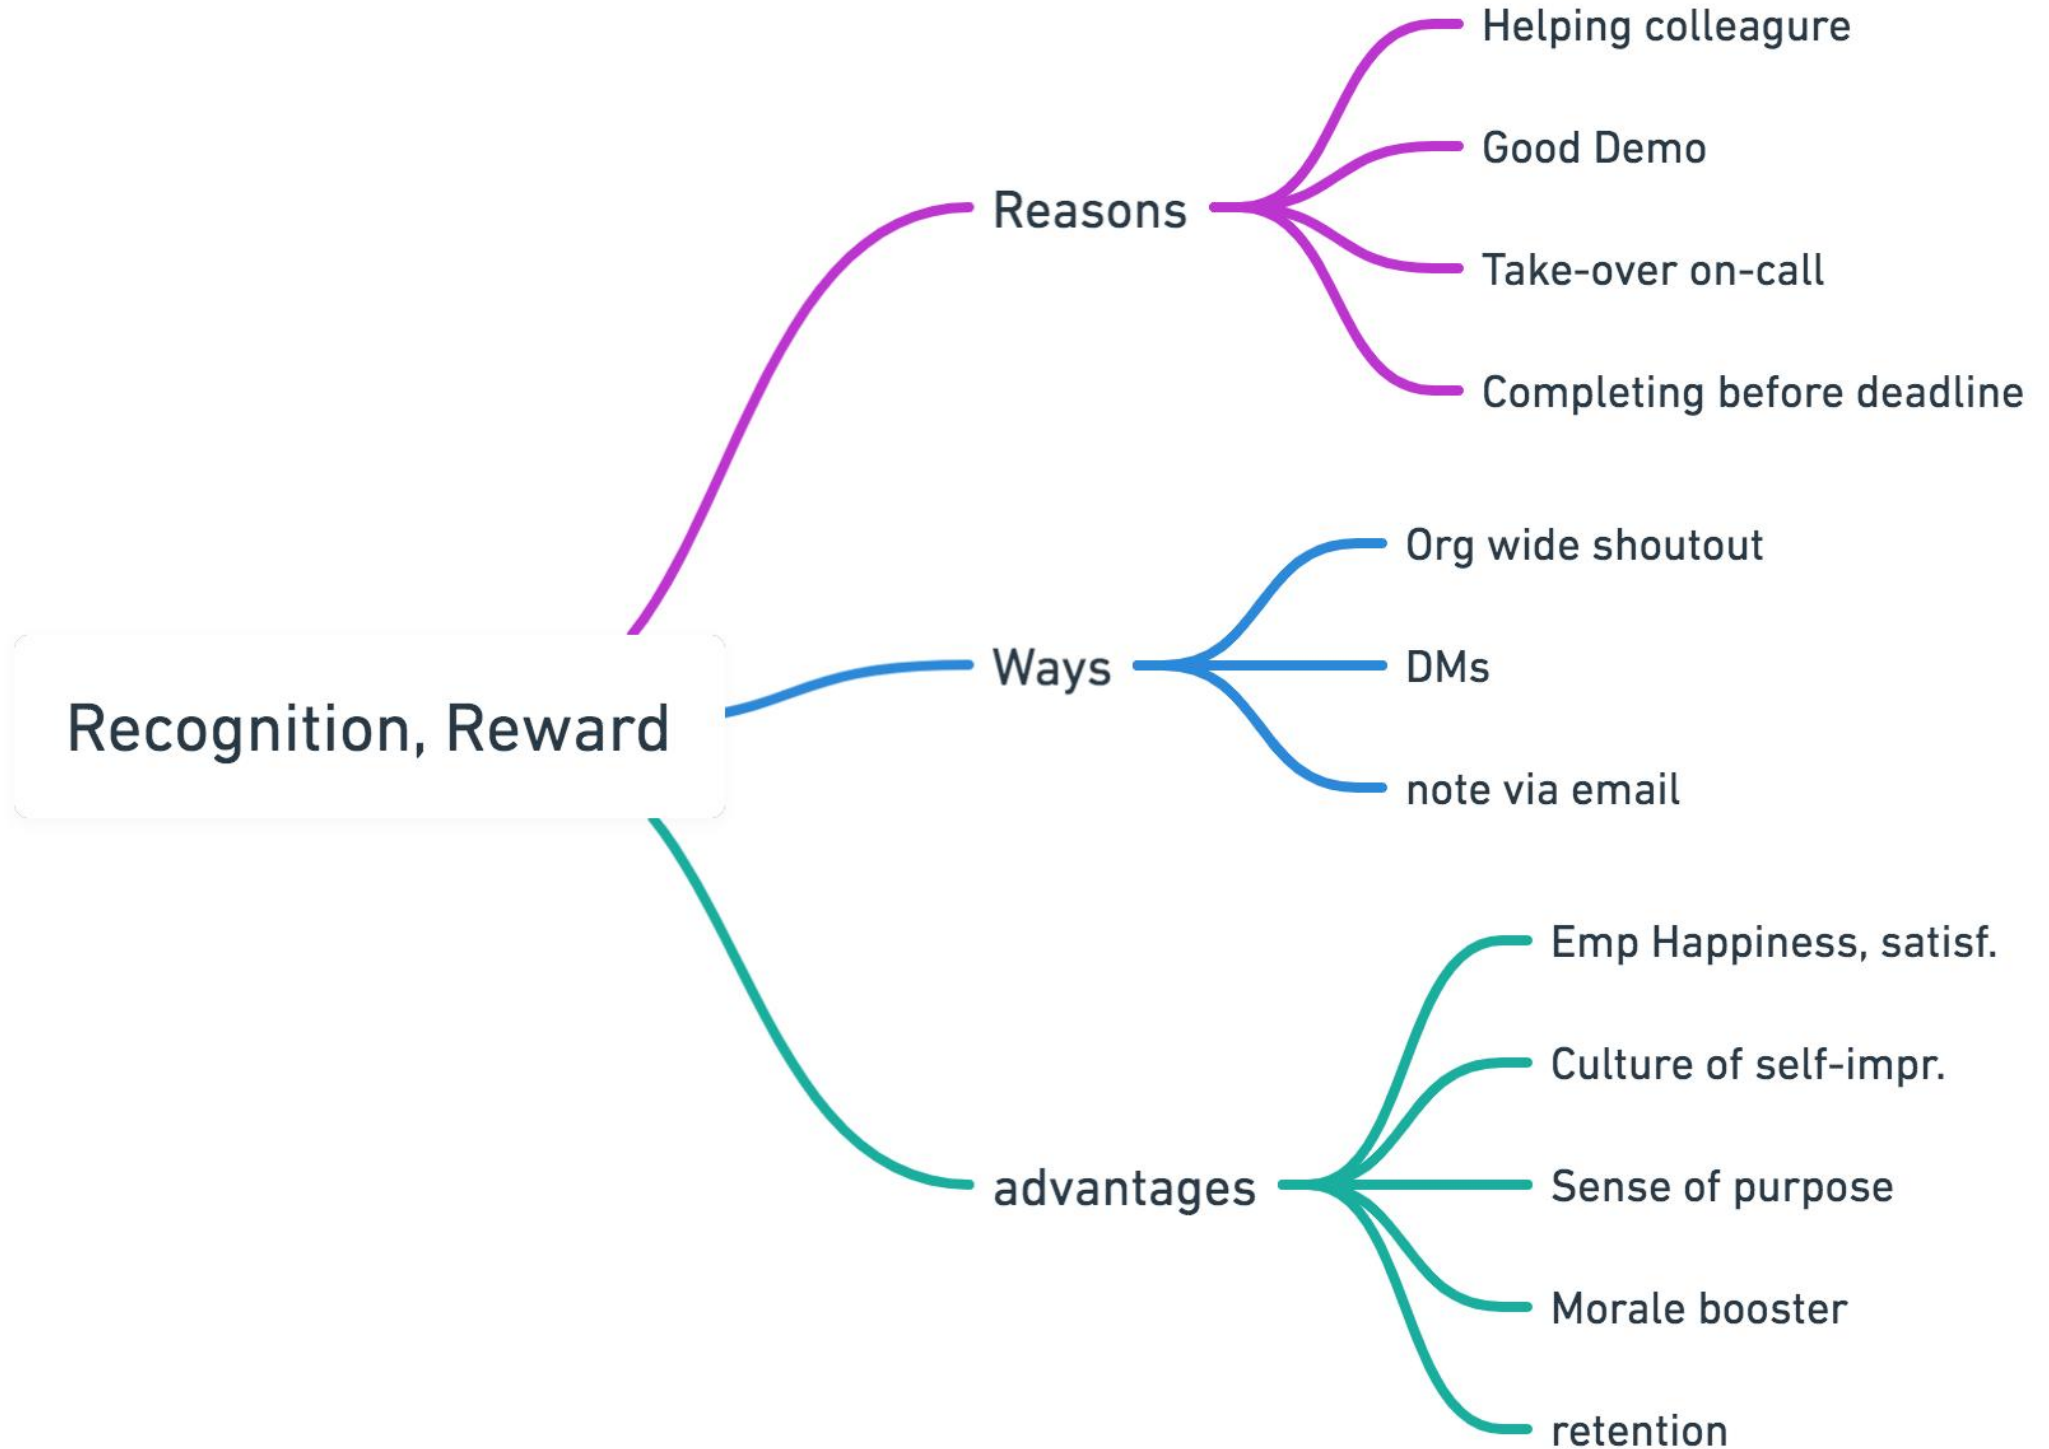 Recognition, Reward
Reasons
Helping colleagure
Good Demo
Take-over on-call
Completing before deadline
Ways
Org wide shoutout
DMs
note via email
advantages
Emp Happiness, satisf.
Culture of self-impr.
Sense of purpose
Morale booster
retention